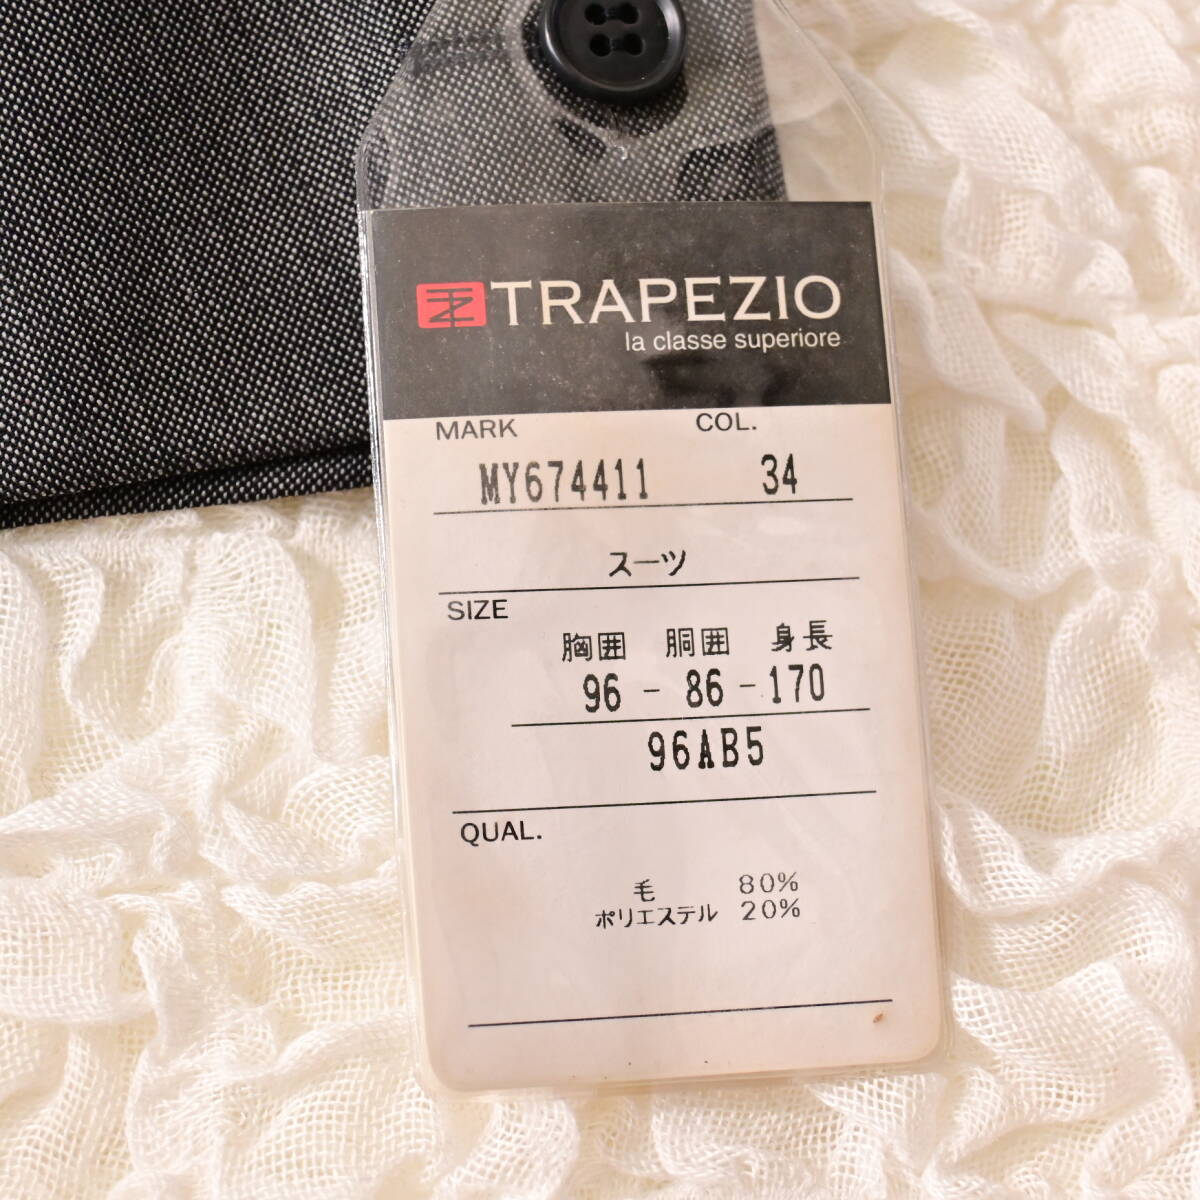 TRAPEZIO
la classe superiore
MARK COL.
MY674411 34
スーツ
SIZE
胸囲 胴囲 身長
96 - 86 - 170
96AB5
QUAL.
毛 80%
ポリエステル 20%